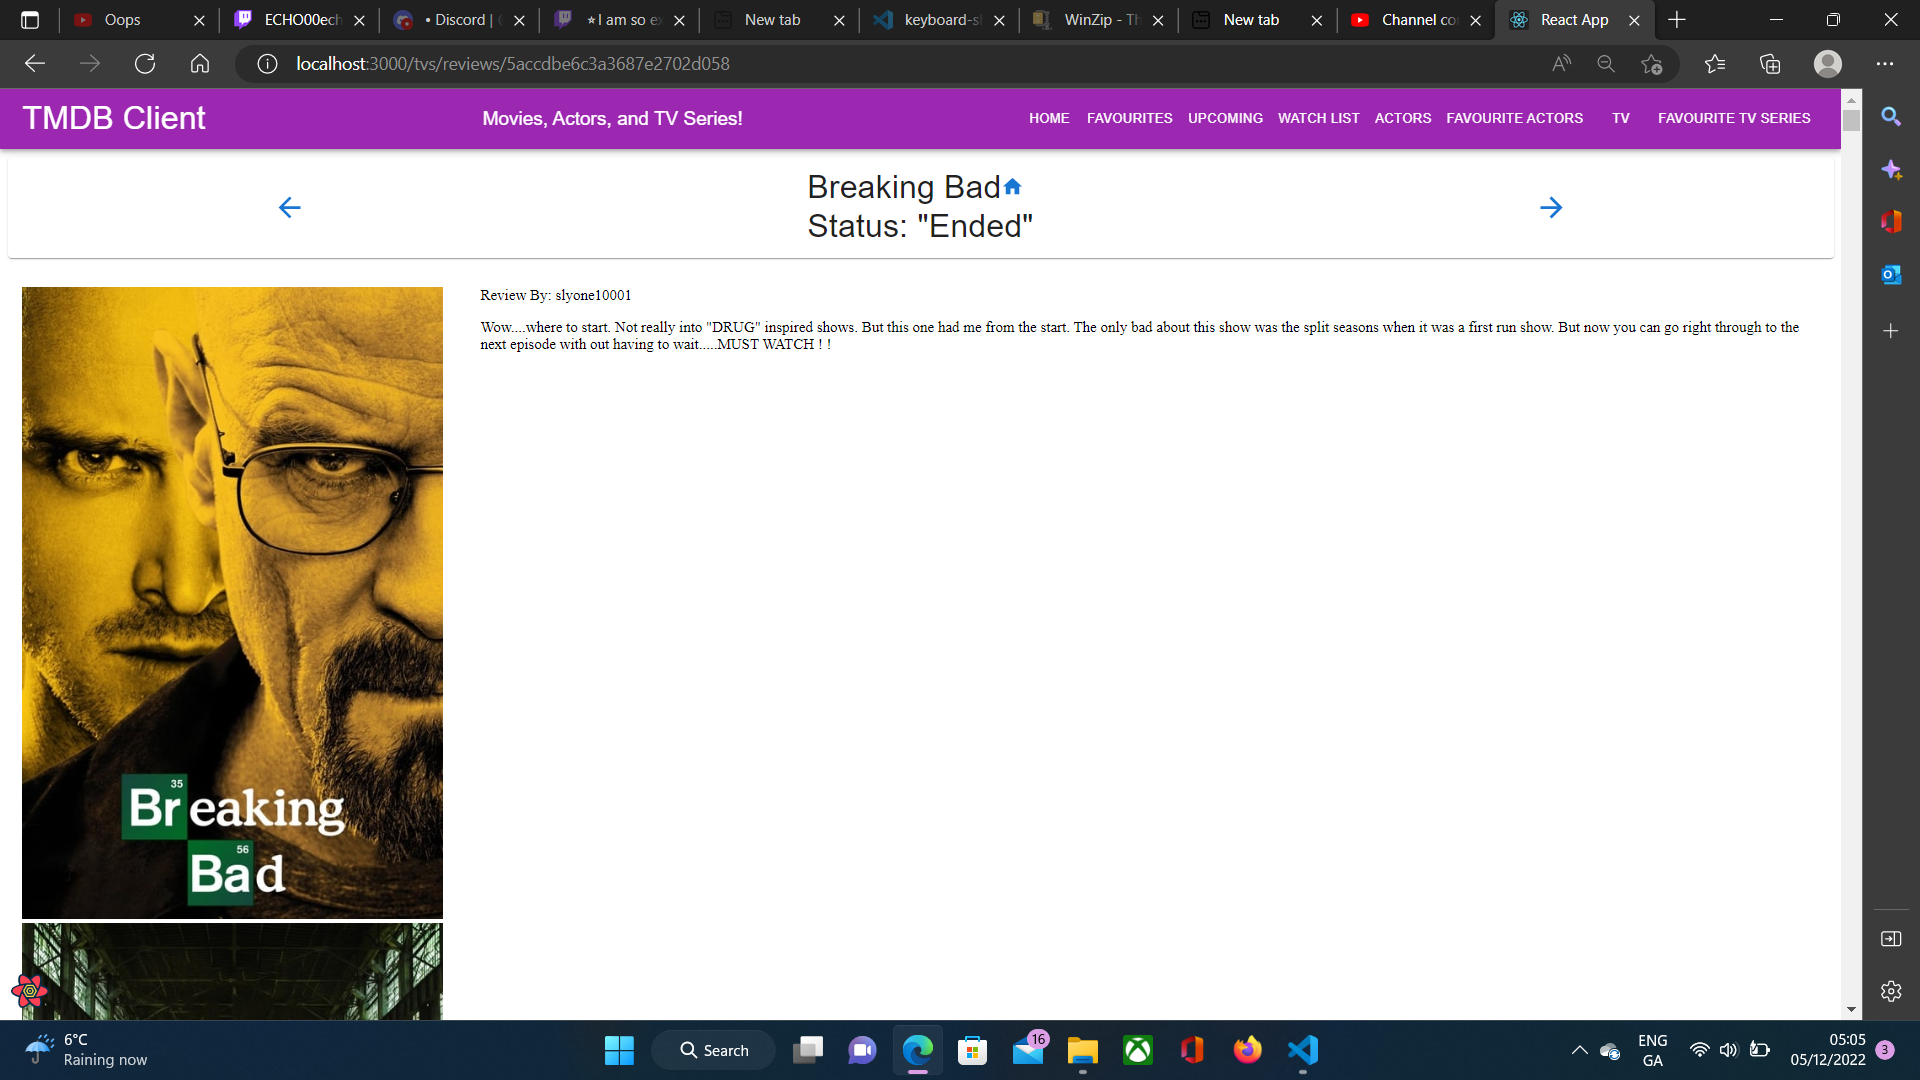 Oops
ECHO00ech
• Discord | (
⭐I am so ex
New tab
keyboard-sh
WinZip - Th
New tab
Channel con
React App
localhost:3000/tvs/reviews/5accdbe6c3a3687e2702d058
TMDB Client
Movies, Actors, and TV Series!
HOME
FAVOURITES
UPCOMING
WATCH LIST
ACTORS
FAVOURITE ACTORS
TV
FAVOURITE TV SERIES
Breaking Bad
Status: "Ended"
Review By: slyone10001
Wow....where to start. Not really into "DRUG" inspired shows. But this one had me from the start. The only bad about this show was the split seasons when it was a first run show. But now you can go right through to the
next episode with out having to wait.....MUST WATCH ! !
35
Breaking
56
Bad
6°C
Raining now
Search
16
ENG
GA
05:05
05/12/2022
3